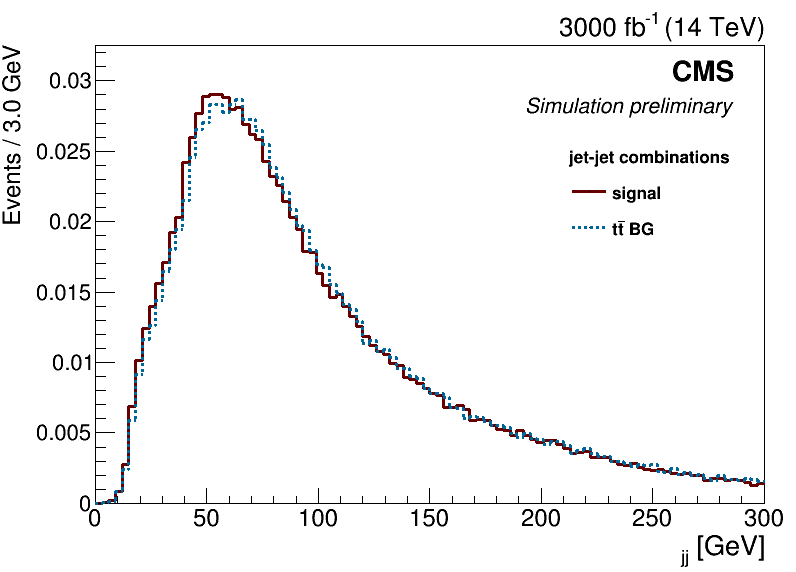 3000 fb⁻¹ (14 TeV)
CMS
Simulation preliminary
jet-jet combinations
signal
tt̄ BG
Events / 3.0 GeV
0.03
0.025
0.02
0.015
0.01
0.005
0
0 50 100 150 200 250 300
jj [GeV]